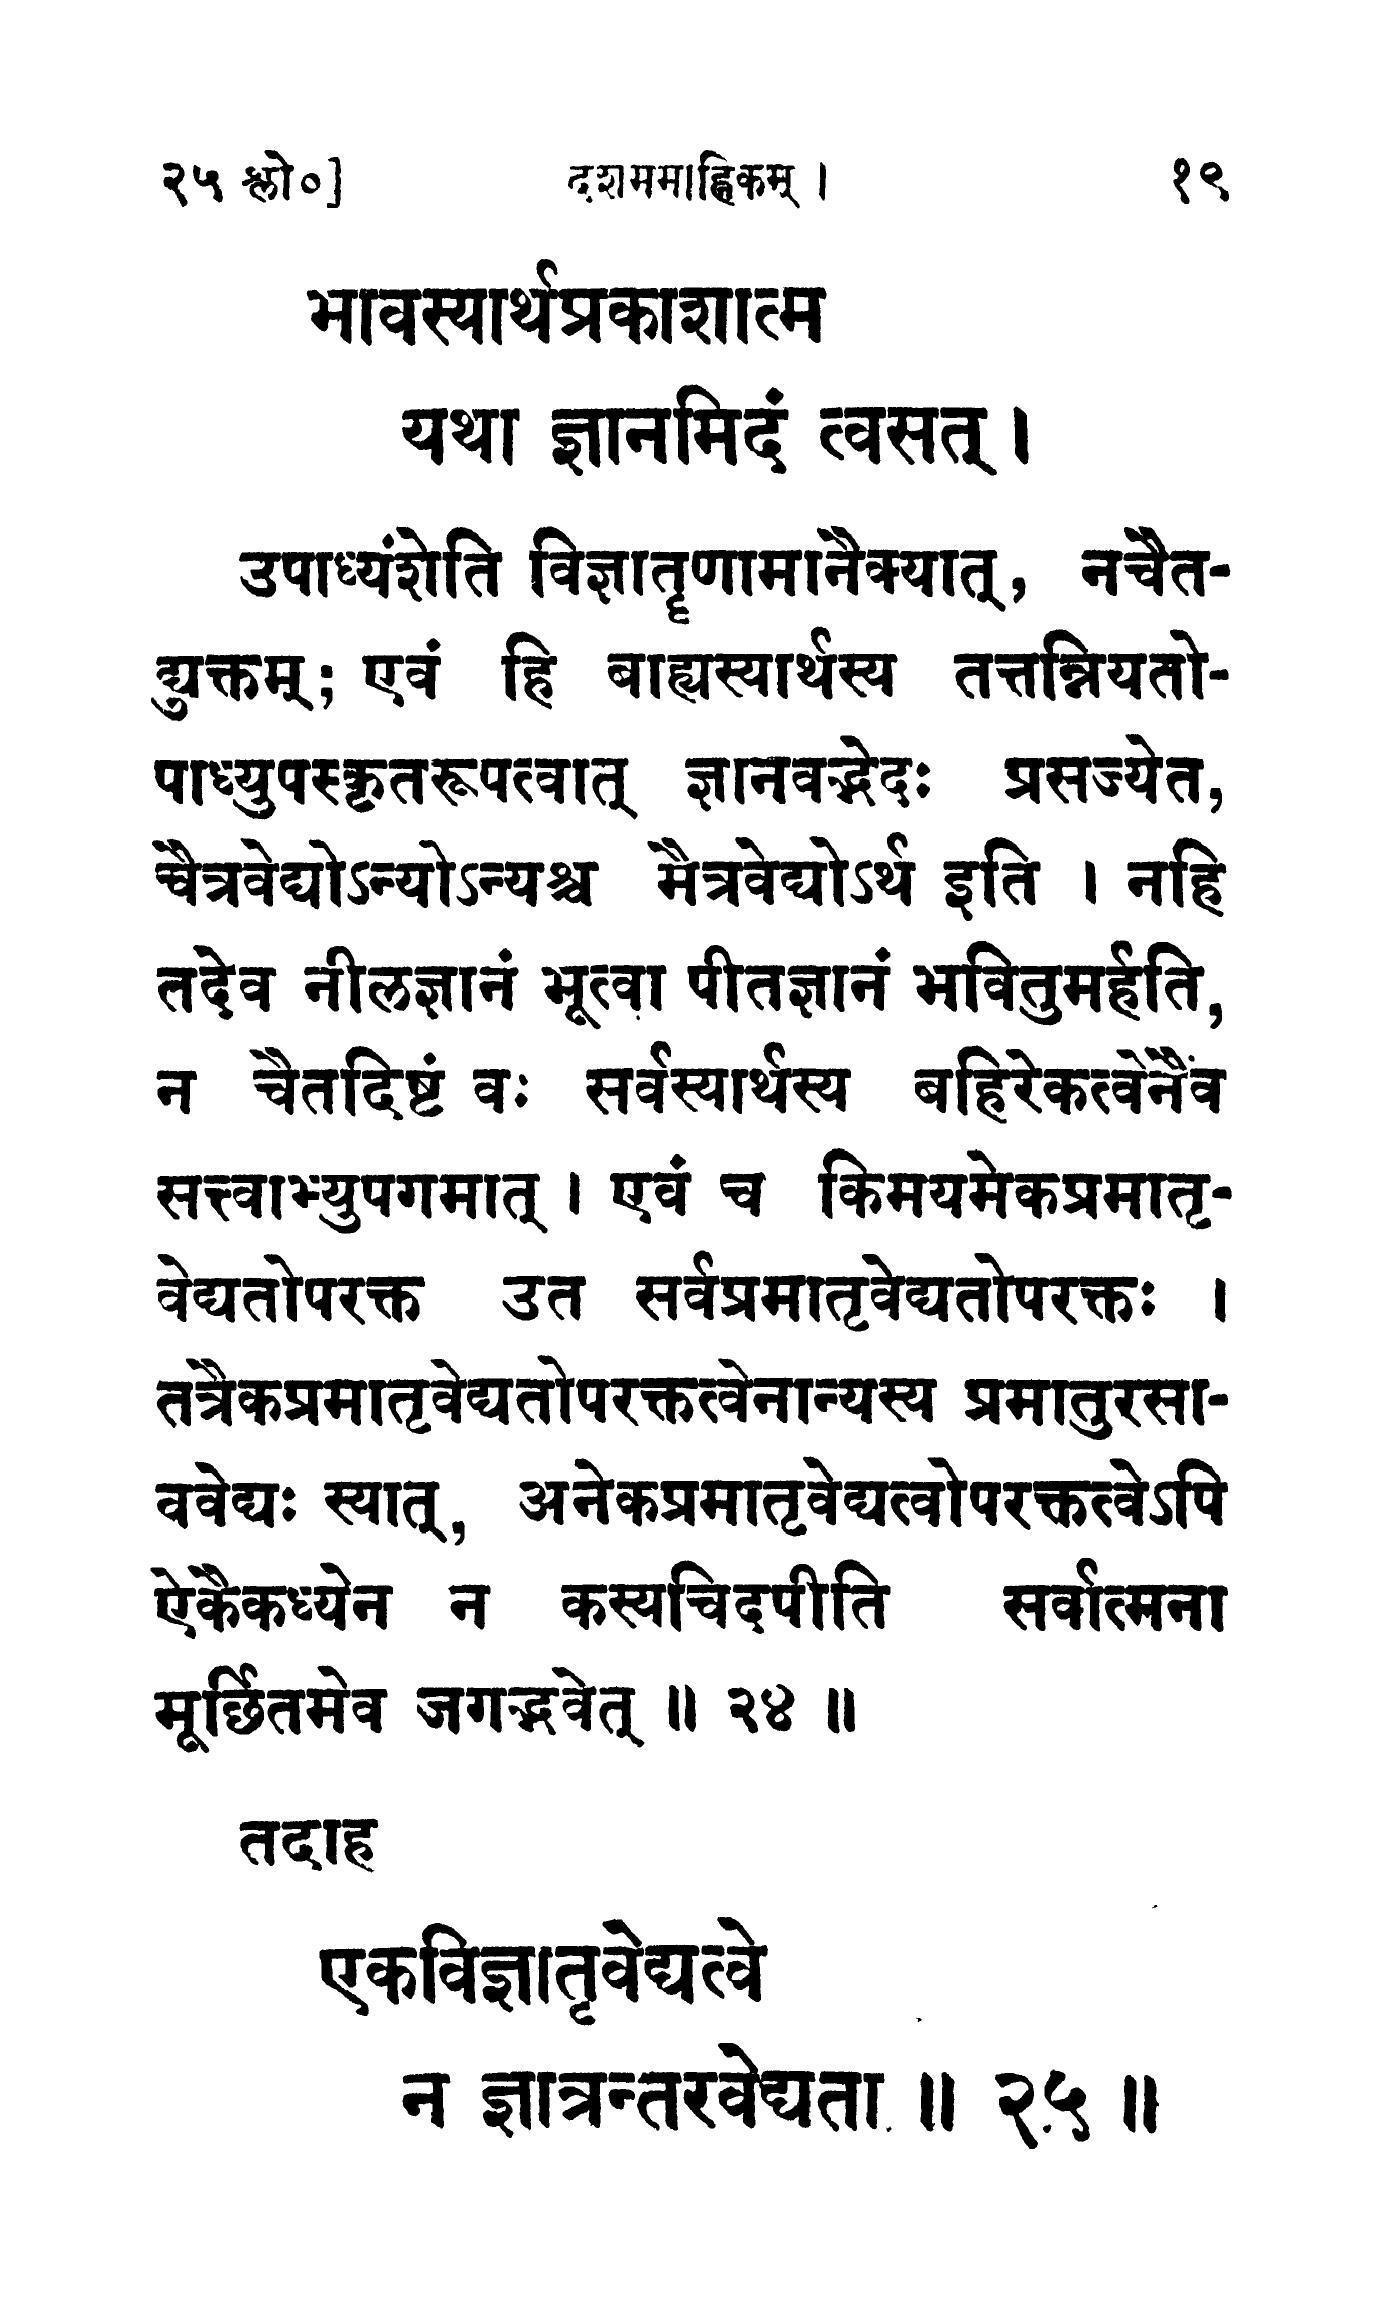 २५ श्लो०] दशममाह्निकम् । १९
भावस्यार्थप्रकाशात्म
यथा ज्ञानमिदं त्वसत् ।
उपाध्यंशेति विज्ञातॄणामानैक्यात्, नचैत-
द्युक्तम्; एवं हि बाह्यस्यार्थस्य तत्तन्नियतो-
पाध्युपस्कृतरूपत्वात् ज्ञानवद्भेदः प्रसज्येत,
चैत्रवेद्योऽन्योऽन्यश्च मैत्रवेद्योऽर्थ इति । नहि
तदेव नीलज्ञानं भूत्वा पीतज्ञानं भवितुमर्हति,
न चैतदिष्टं वः सर्वस्यार्थस्य बहिरेकत्वेनैव
सत्त्वाभ्युपगमात् । एवं च किमयमेकप्रमातृ-
वेद्यतोपरक्त उत सर्वप्रमातृवेद्यतोपरक्तः ।
तत्रैकप्रमातृवेद्यतोपरक्तत्वेनान्यस्य प्रमातुरसा-
ववेद्यः स्यात्, अनेकप्रमातृवेद्यत्वोपरक्तत्वेऽपि
ऐकैकध्येन न कस्यचिदपीति सर्वात्मना
मूर्छितमेव जगद्भवेत् ॥ २४ ॥
तदाह
एकविज्ञातृवेद्यत्वे
न ज्ञात्रन्तरवेद्यता ॥ २५ ॥